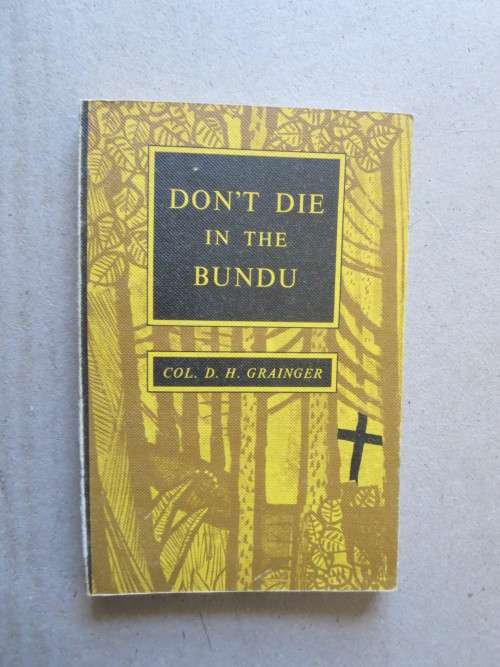 DON'T DIE
IN THE
BUNDU
COL. D. H. GRAINGER